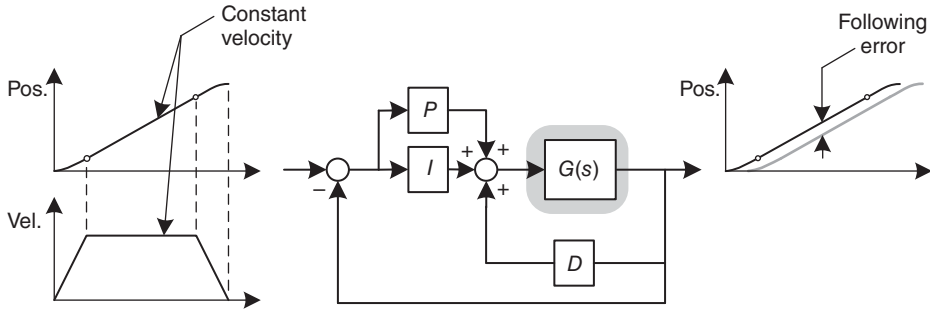 Constant
velocity
Pos.
Vel.
P
I
D
G(s)
+
+
+
−
Following
error
Pos.